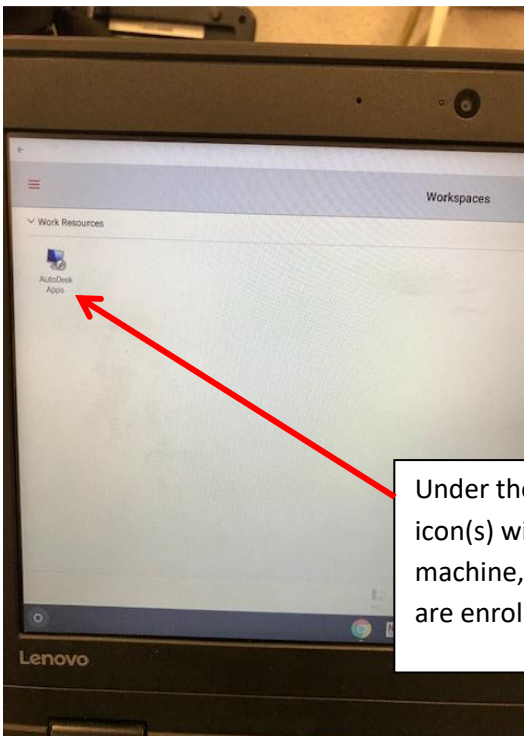 Workspaces
Work Resources
AutoDesk
Apps
Under the
icon(s) wi
machine,
are enrol
Lenovo